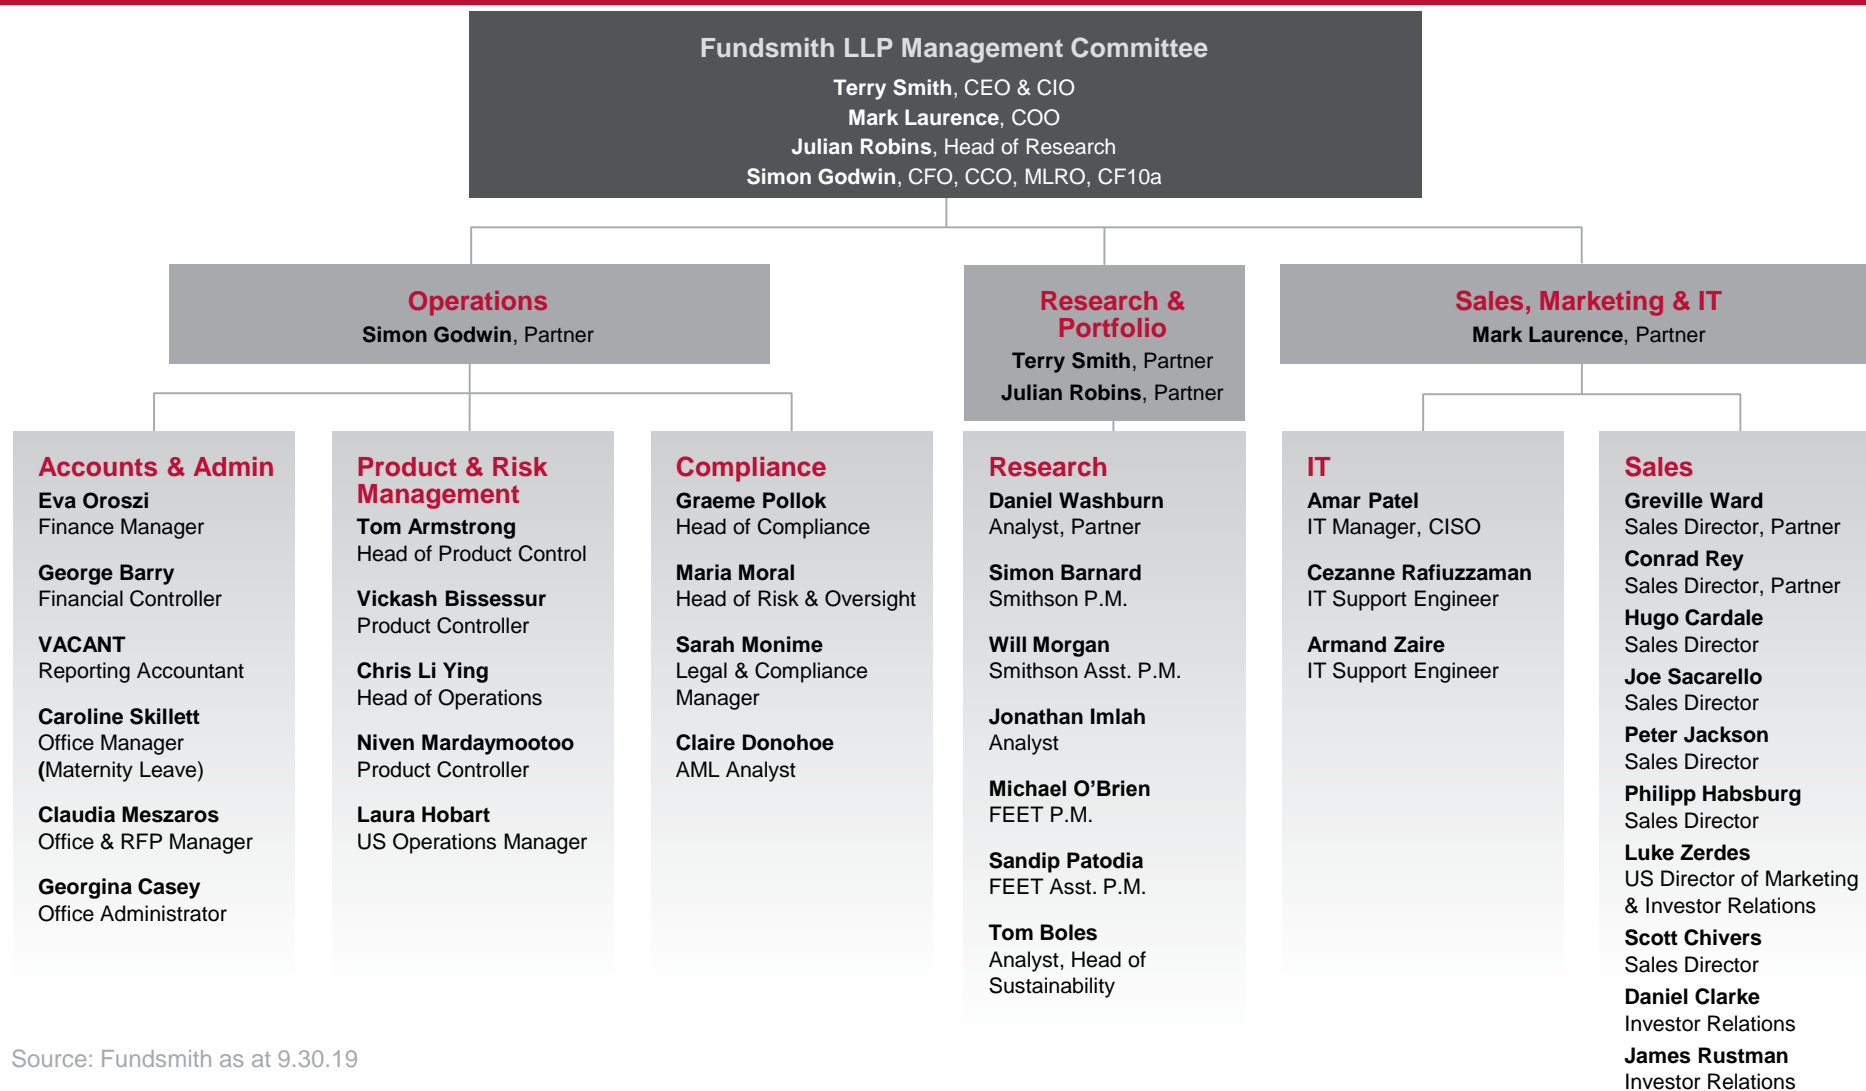 Fundsmith LLP Management Committee
Terry Smith, CEO & CIO
Mark Laurence, COO
Julian Robins, Head of Research
Simon Godwin, CFO, CCO, MLRO, CF10a
Operations
Simon Godwin, Partner
Research &
Portfolio
Terry Smith, Partner
Julian Robins, Partner
Sales, Marketing & IT
Mark Laurence, Partner
Accounts & Admin
Eva Oroszi
Finance Manager
George Barry
Financial Controller
VACANT
Reporting Accountant
Caroline Skillett
Office Manager
(Maternity Leave)
Claudia Meszaros
Office & RFP Manager
Georgina Casey
Office Administrator
Product & Risk
Management
Tom Armstrong
Head of Product Control
Vickash Bissessur
Product Controller
Chris Li Ying
Head of Operations
Niven Mardaymootoo
Product Controller
Laura Hobart
US Operations Manager
Compliance
Graeme Pollok
Head of Compliance
Maria Moral
Head of Risk & Oversight
Sarah Monime
Legal & Compliance
Manager
Claire Donohoe
AML Analyst
Research
Daniel Washburn
Analyst, Partner
Simon Barnard
Smithson P.M.
Will Morgan
Smithson Asst. P.M.
Jonathan Imlah
Analyst
Michael O’Brien
FEET P.M.
Sandip Patodia
FEET Asst. P.M.
Tom Boles
Analyst, Head of
Sustainability
IT
Amar Patel
IT Manager, CISO
Cezanne Rafiuzzaman
IT Support Engineer
Armand Zaire
IT Support Engineer
Sales
Greville Ward
Sales Director, Partner
Conrad Rey
Sales Director, Partner
Hugo Cardale
Sales Director
Joe Sacarello
Sales Director
Peter Jackson
Sales Director
Philipp Habsburg
Sales Director
Luke Zerdes
US Director of Marketing
& Investor Relations
Scott Chivers
Sales Director
Daniel Clarke
Investor Relations
James Rustman
Investor Relations
Source: Fundsmith as at 9.30.19